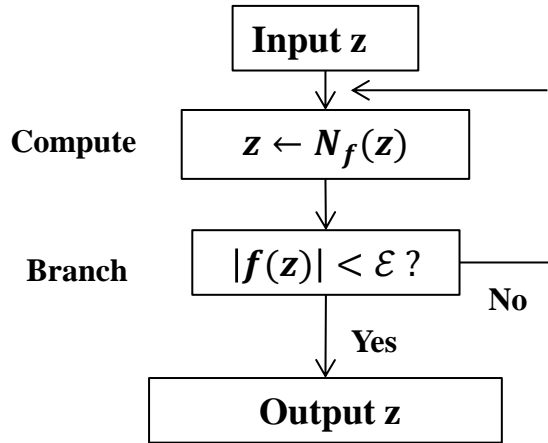 Input z
Compute
z ← N_f(z)
Branch
|f(z)| < ℰ ?
No
Yes
Output z